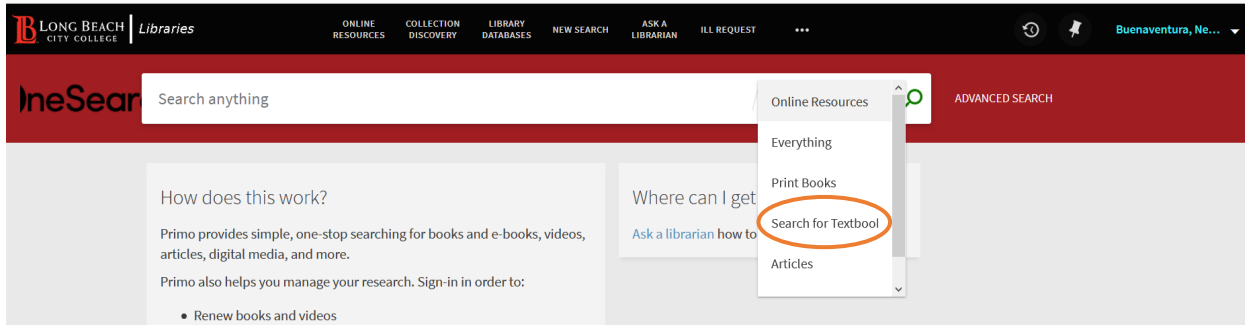 LONG BEACH
CITY COLLEGE
Libraries
ONLINE
RESOURCES
COLLECTION
DISCOVERY
LIBRARY
DATABASES
NEW SEARCH
ASK A
LIBRARIAN
ILL REQUEST
•••
Buenaventura, Ne...
neSear
Search anything
ADVANCED SEARCH
Online Resources
Everything
Print Books
Search for Textbool
Articles
How does this work?
Primo provides simple, one-stop searching for books and e-books, videos,
articles, digital media, and more.
Primo also helps you manage your research. Sign-in in order to:
• Renew books and videos
Where can I get
Ask a librarian how to